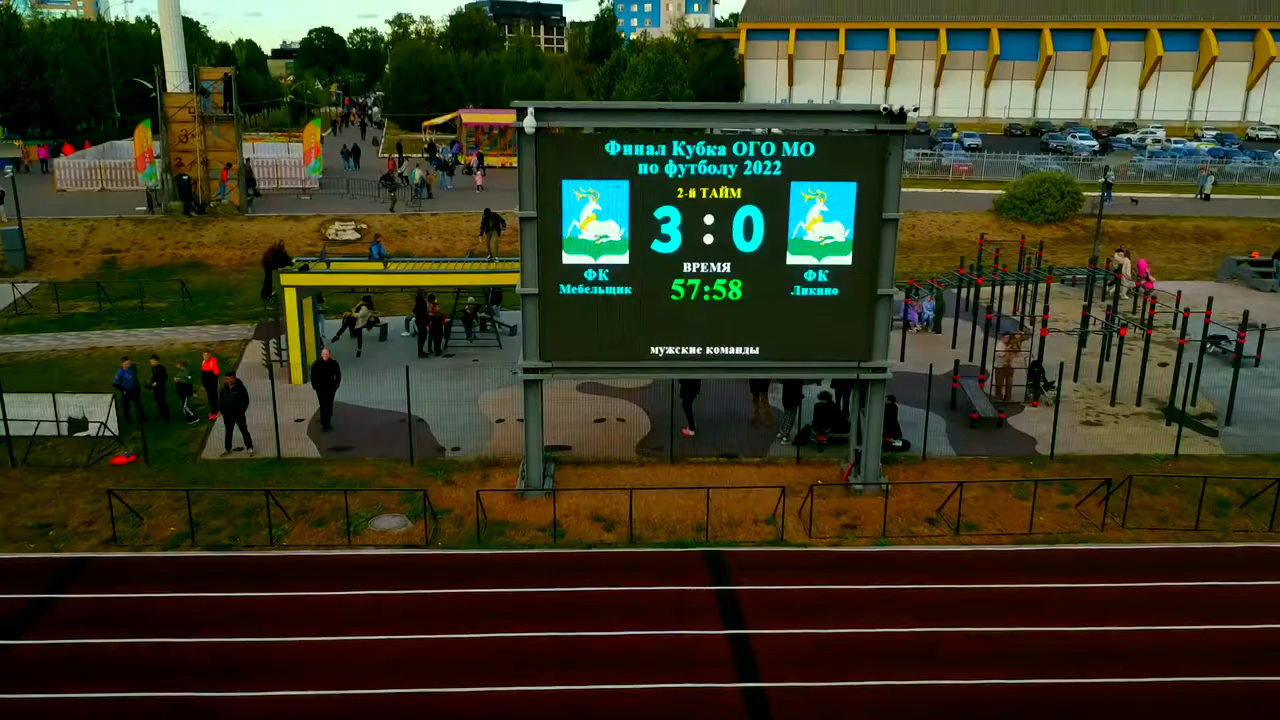 Финал Кубка ОГО МО
по футболу 2022
2-й ТАЙМ
3 : 0
ФК
Мебельщик
ВРЕМЯ
57:58
ФК
Ликино
мужские команды